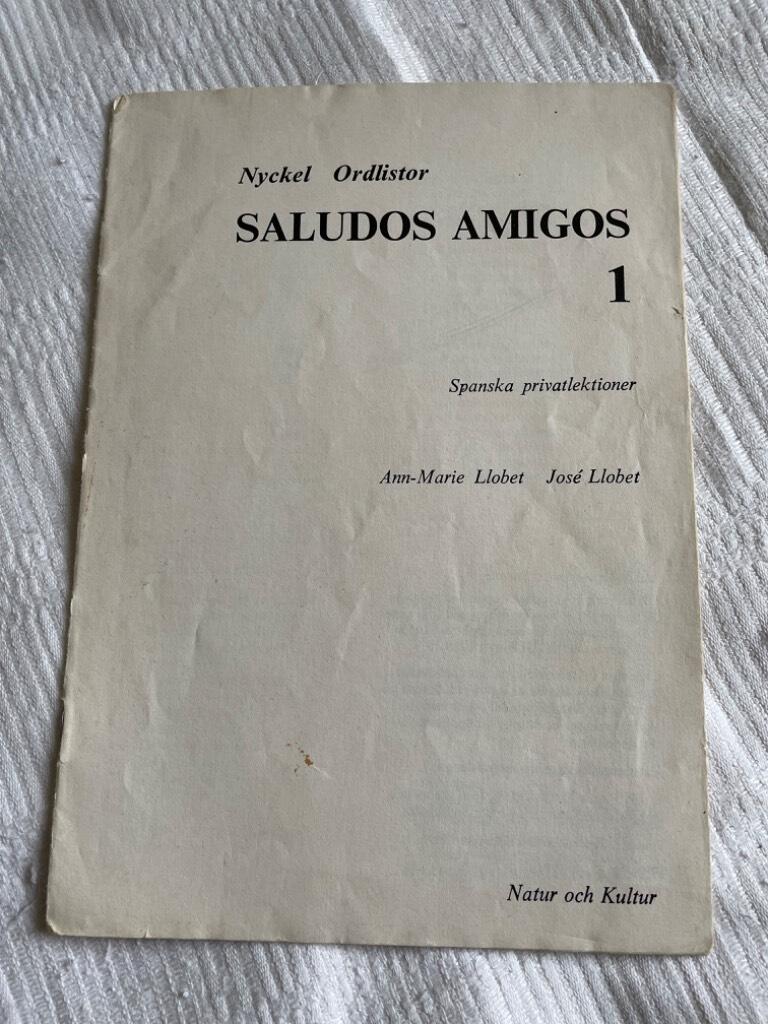 Nyckel Ordlistor
SALUDOS AMIGOS
1
Spanska privatlektioner
Ann-Marie Llobet José Llobet
Natur och Kultur